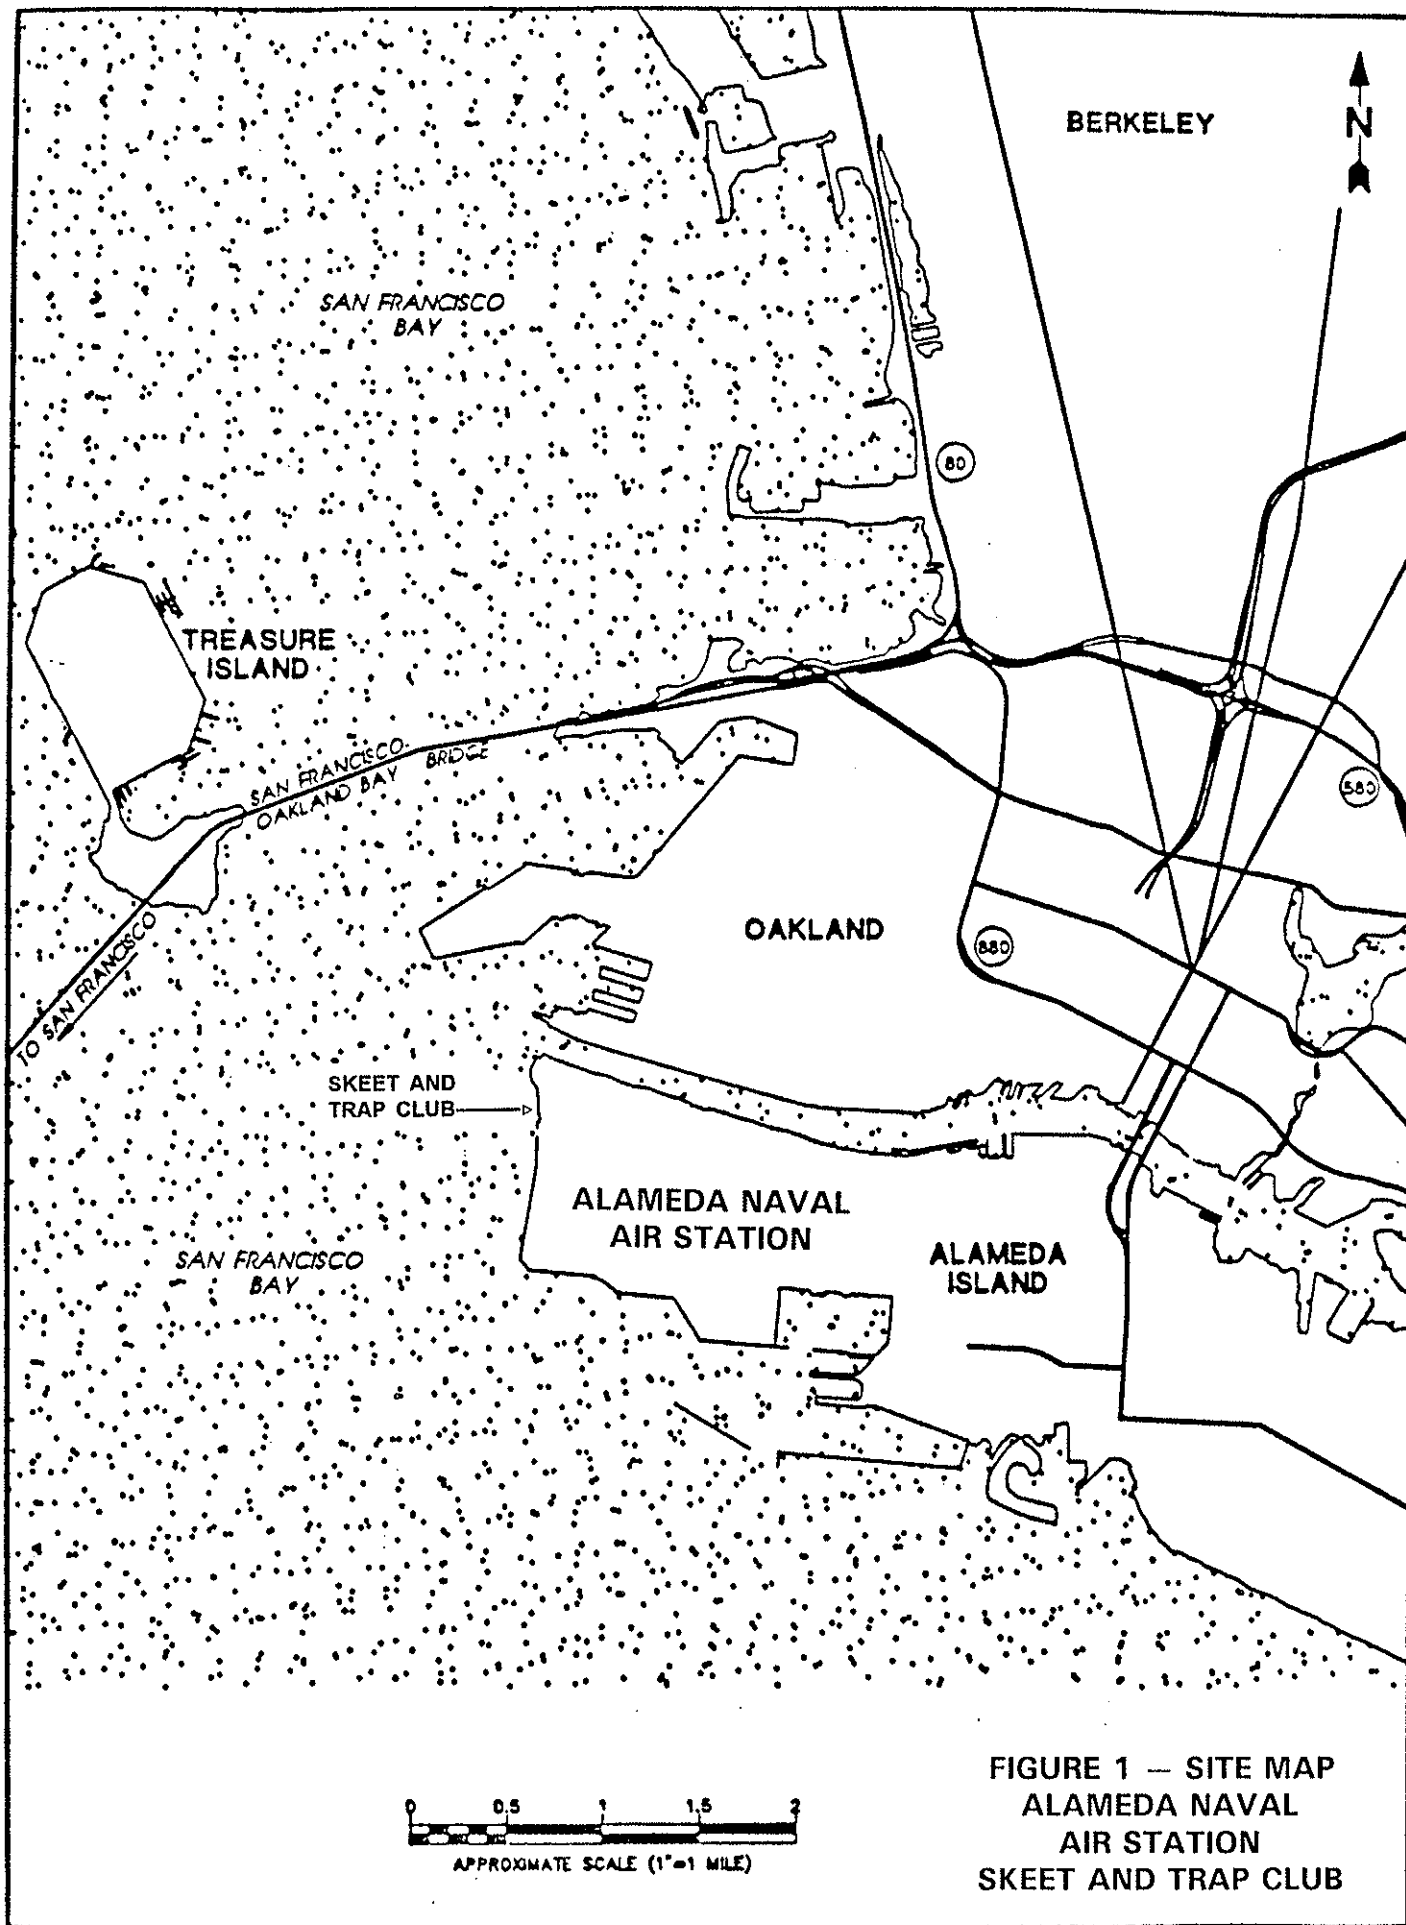 BERKELEY
N
SAN FRANCISCO
BAY
80
TREASURE
ISLAND
SAN FRANCISCO
OAKLAND BAY
BRIDGE
580
TO SAN FRANCISCO
OAKLAND
880
SKEET AND
TRAP CLUB
ALAMEDA NAVAL
AIR STATION
SAN FRANCISCO
BAY
ALAMEDA
ISLAND
0 0.5 1 1.5 2
APPROXIMATE SCALE (1"=1 MILE)
FIGURE 1 — SITE MAP
ALAMEDA NAVAL
AIR STATION
SKEET AND TRAP CLUB